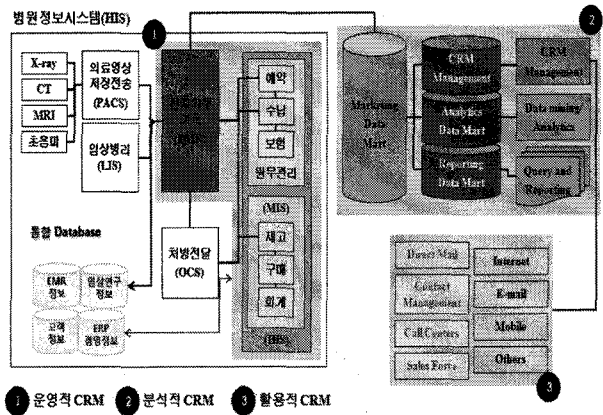 병원정보시스템(HIS)
1
X-ray
CT
MRI
초음파
의료영상
저장전송
(PACS)
임상병리
(LIS)
처방전달
(OCS)
예약
수납
보험
원무관리
(MIS)
재고
구매
회계
통합 Database
EMR
정보
임상연구
정보
고객
정보
ERP
경영정보
2
Marketing
Data
Mart
CRM
Management
Analytics
Data Mart
Reporting
Data Mart
CRM
Management
Data mining/
Analytics
Query and
Reporting
Direct Mail
Contact
Management
Call Centers
Sales Force
Internet
E-mail
Mobile
Others
3
1 운영적 CRM 2 분석적 CRM 3 활용적 CRM